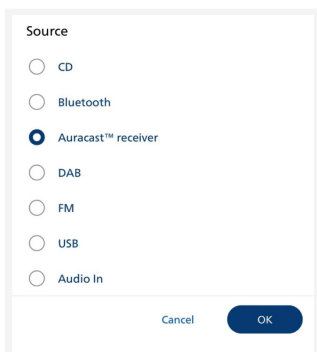 Source
CD
Bluetooth
Auracast™ receiver
DAB
FM
USB
Audio In
Cancel
OK